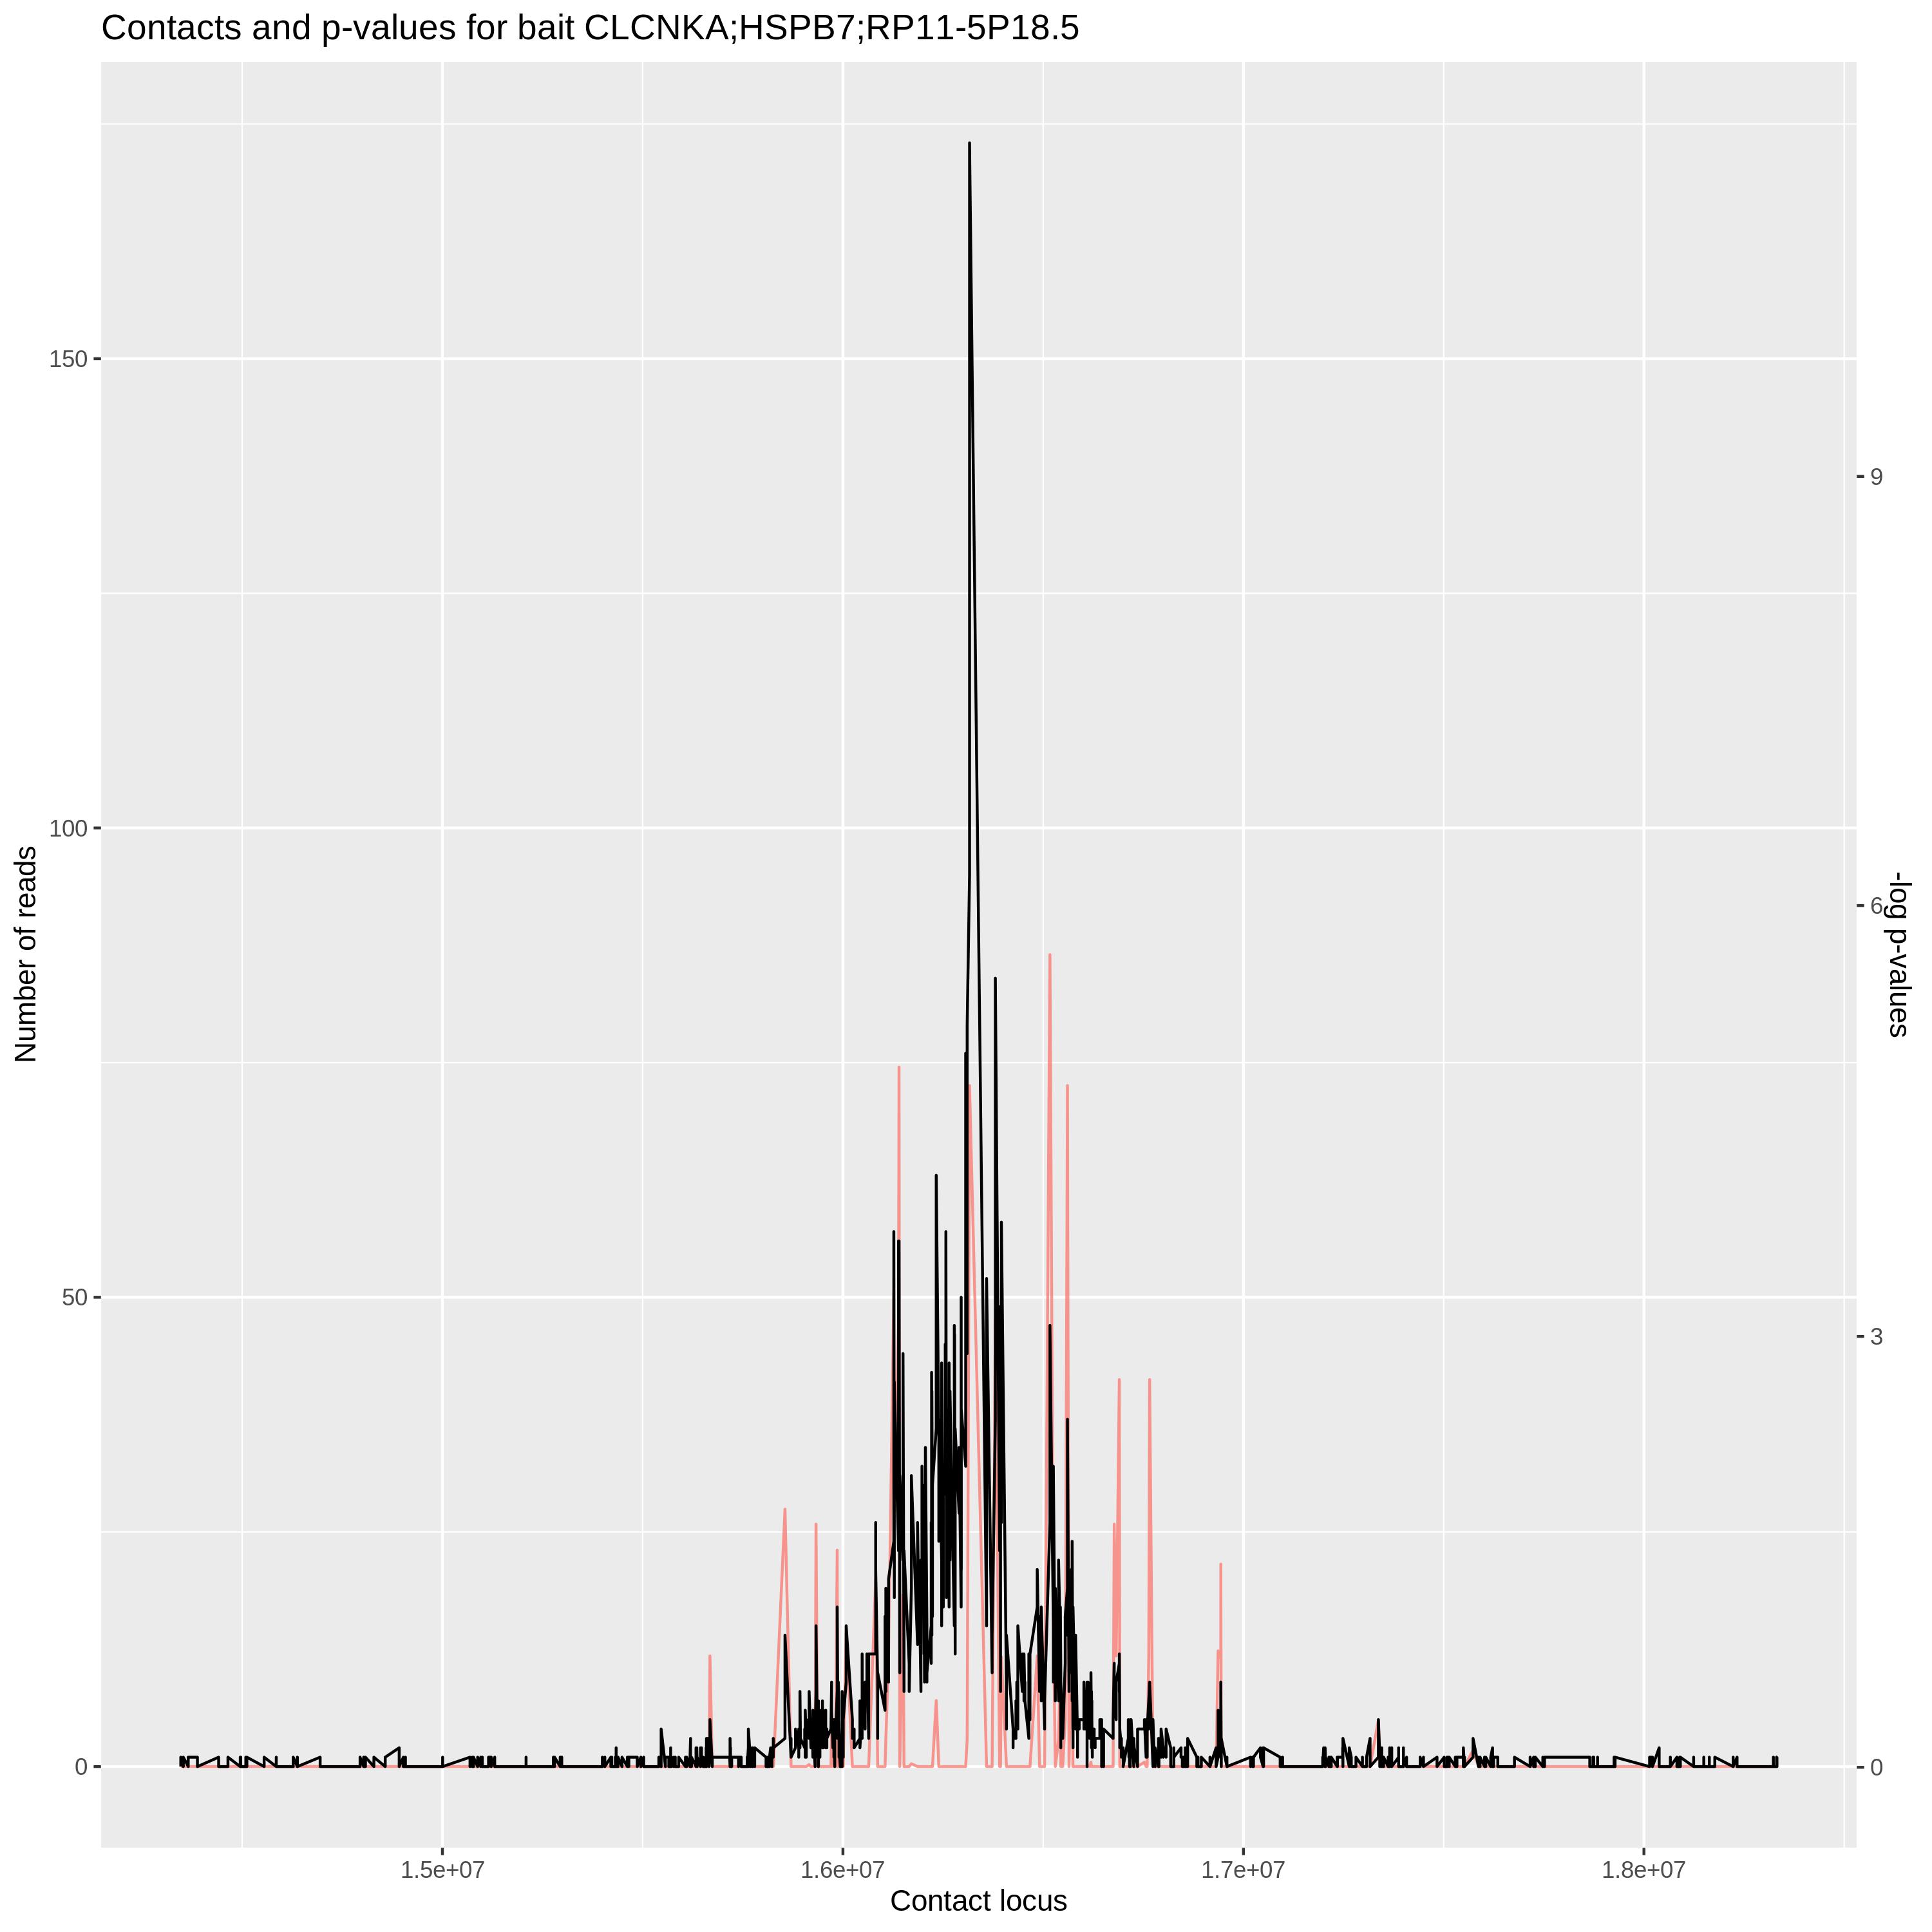 Contacts and p-values for bait CLCNKA;HSPB7;RP11-5P18.5
150
100
50
0
Number of reads
9
6
3
0
-log p-values
1.5e+07
1.6e+07
1.7e+07
1.8e+07
Contact locus